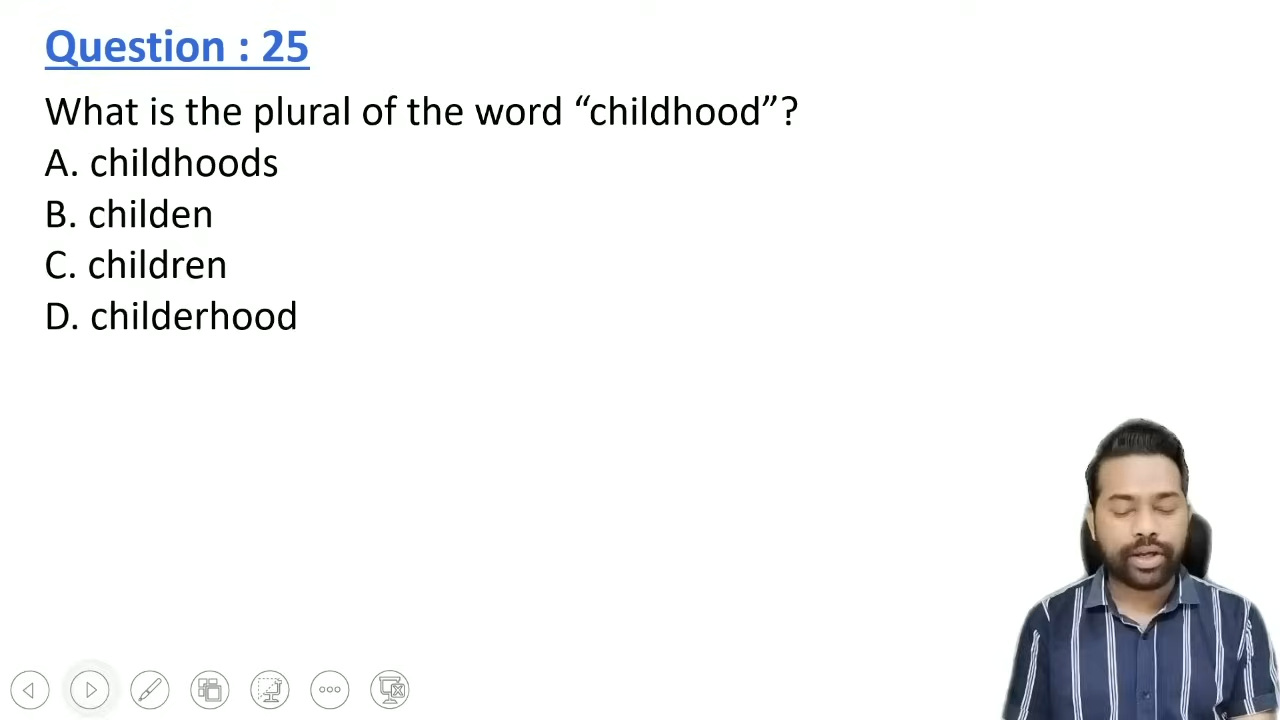 Question : 25
What is the plural of the word “childhood”?
A. childhoods
B. childen
C. children
D. childerhood